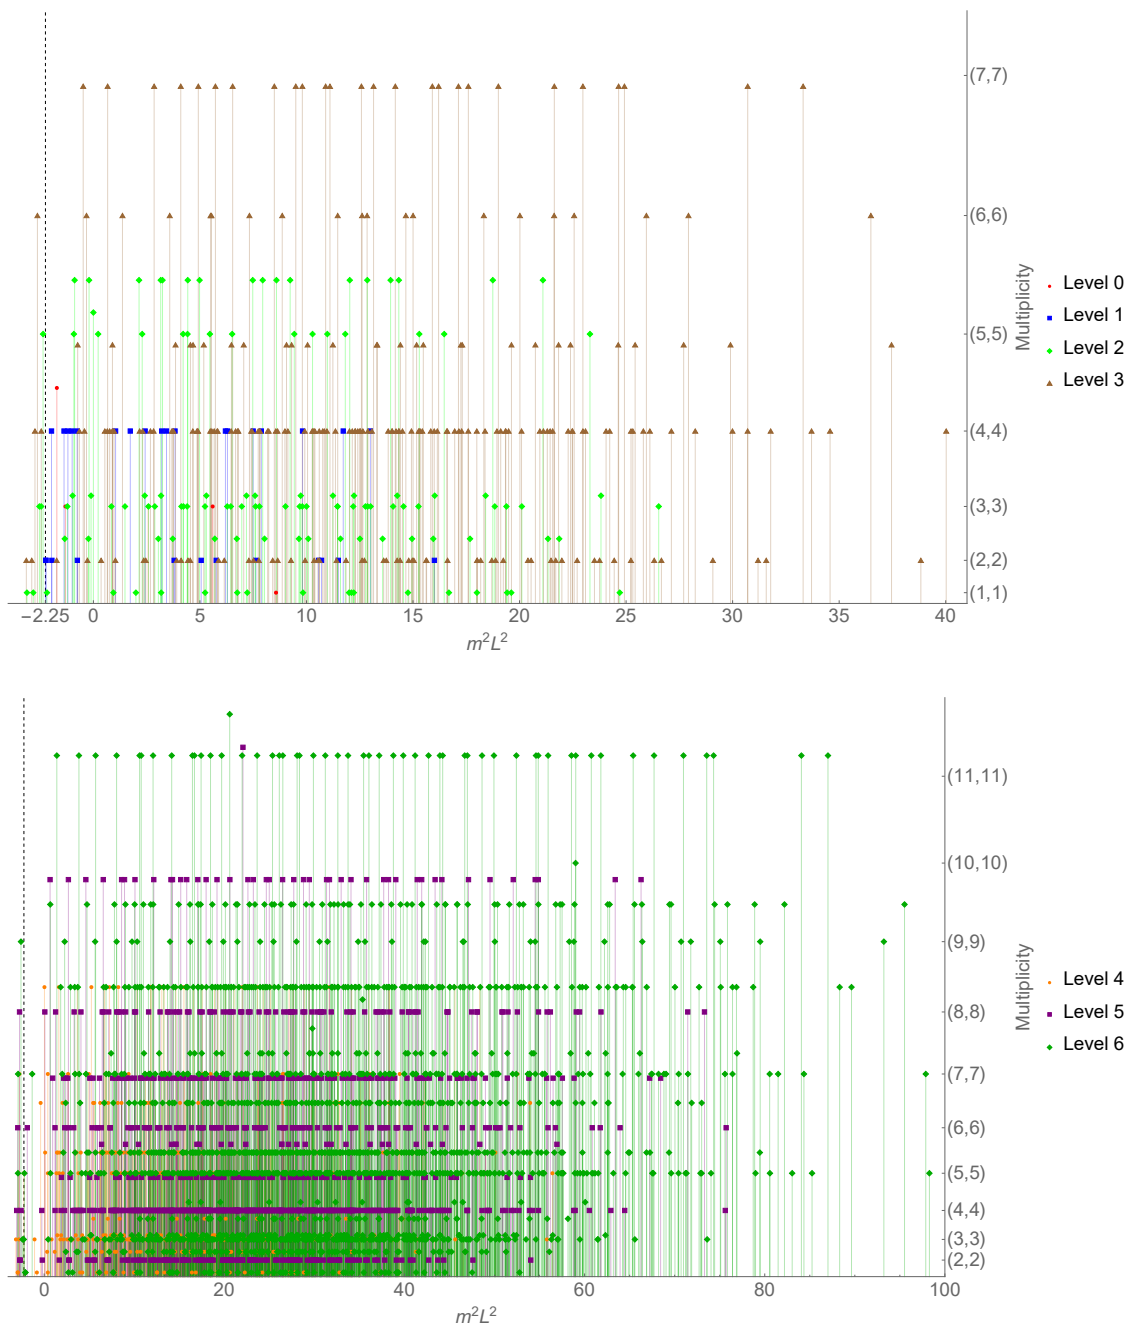 (7,7)
(6,6)
(5,5)
(4,4)
(3,3)
(2,2)
(1,1)
Multiplicity
Level 0
Level 1
Level 2
Level 3
−2.25 0 5 10 15 20 25 30 35 40
m²L²
(11,11)
(10,10)
(9,9)
(8,8)
(7,7)
(6,6)
(5,5)
(4,4)
(3,3)
(2,2)
Multiplicity
Level 4
Level 5
Level 6
0 20 40 60 80 100
m²L²